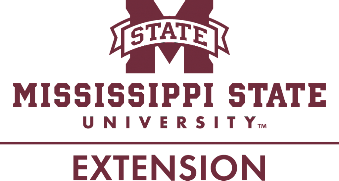 M
STATE
MISSISSIPPI STATE
UNIVERSITY™
EXTENSION